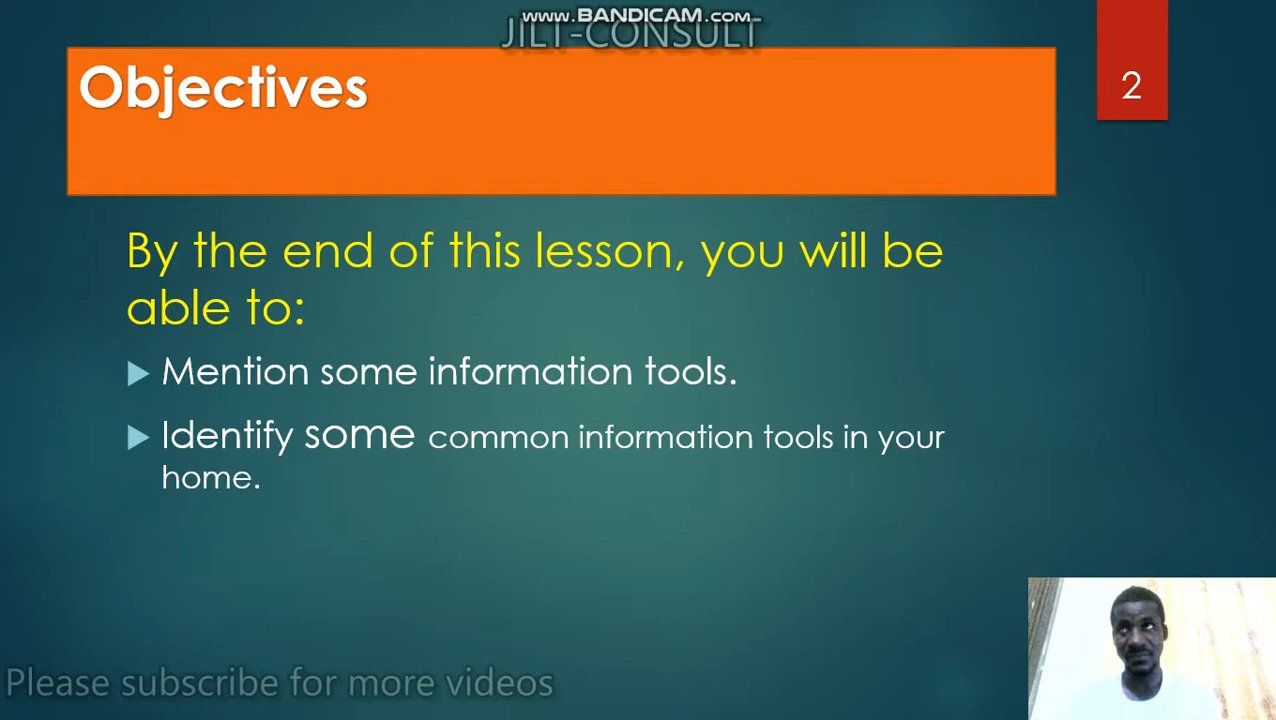 www.BANDICAM.com
JILT-CONSULT
Objectives
2
By the end of this lesson, you will be
able to:
Mention some information tools.
Identify some common information tools in your
home.
Please subscribe for more videos